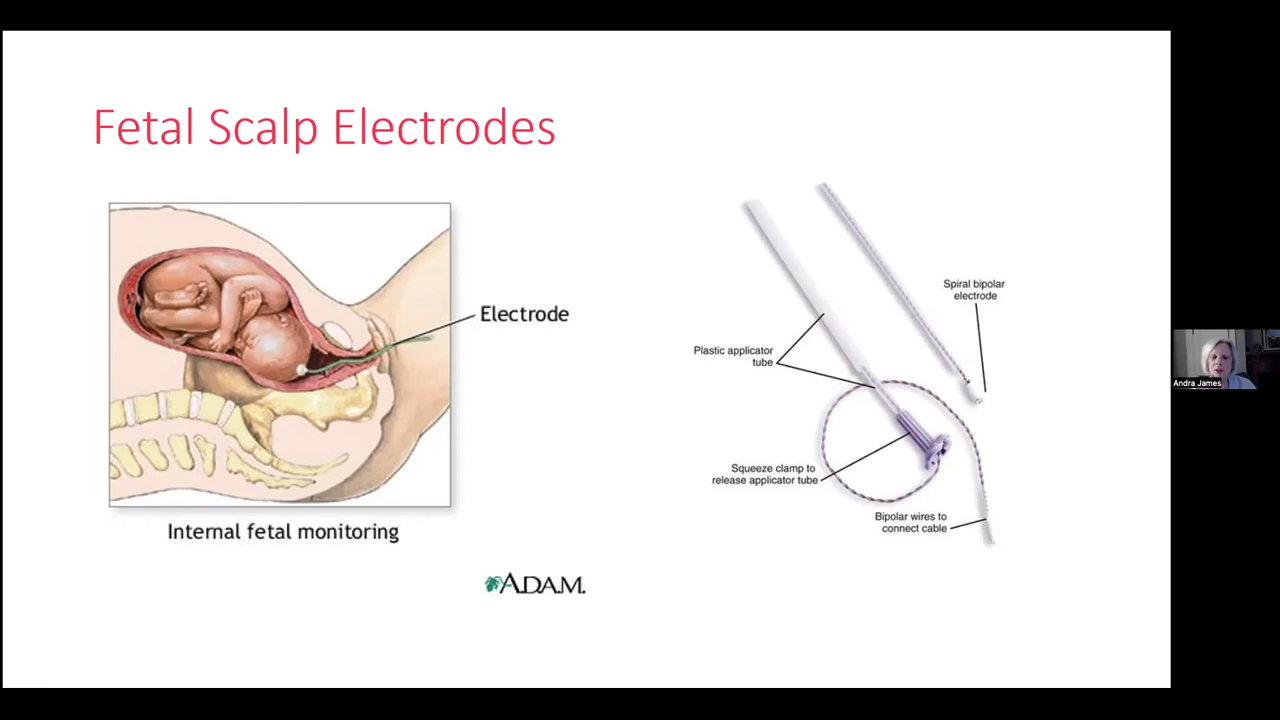 Fetal Scalp Electrodes
Electrode
Internal fetal monitoring
A.D.A.M.
Spiral bipolar
electrode
Plastic applicator
tube
Squeeze clamp to
release applicator tube
Bipolar wires to
connect cable
Andra James